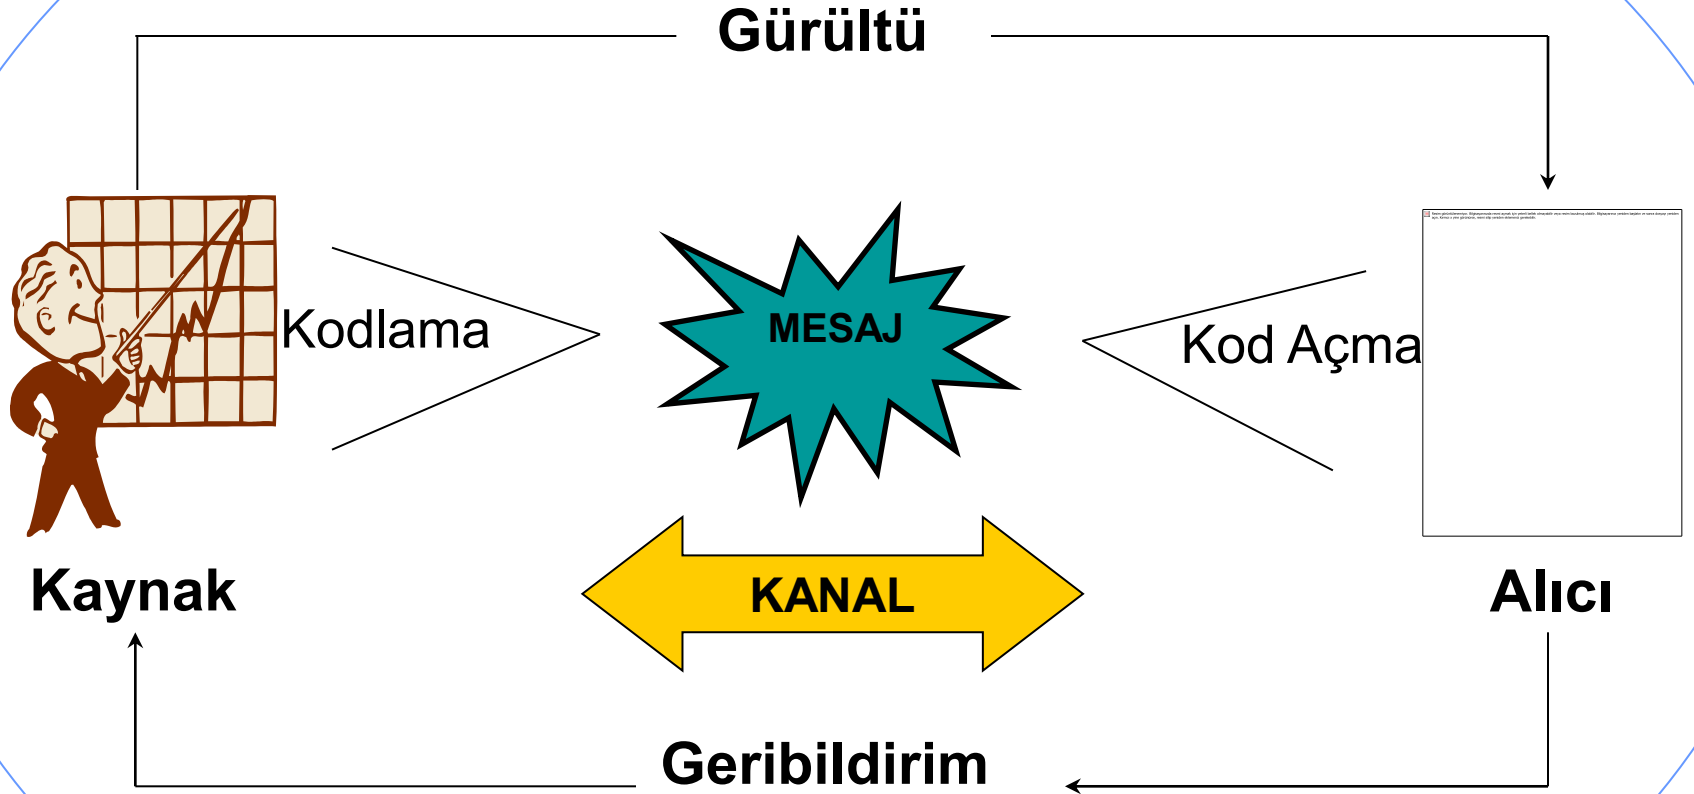 Gürültü
Kodlama
MESAJ
Kod Açma
Kaynak
KANAL
Alıcı
Geribildirim